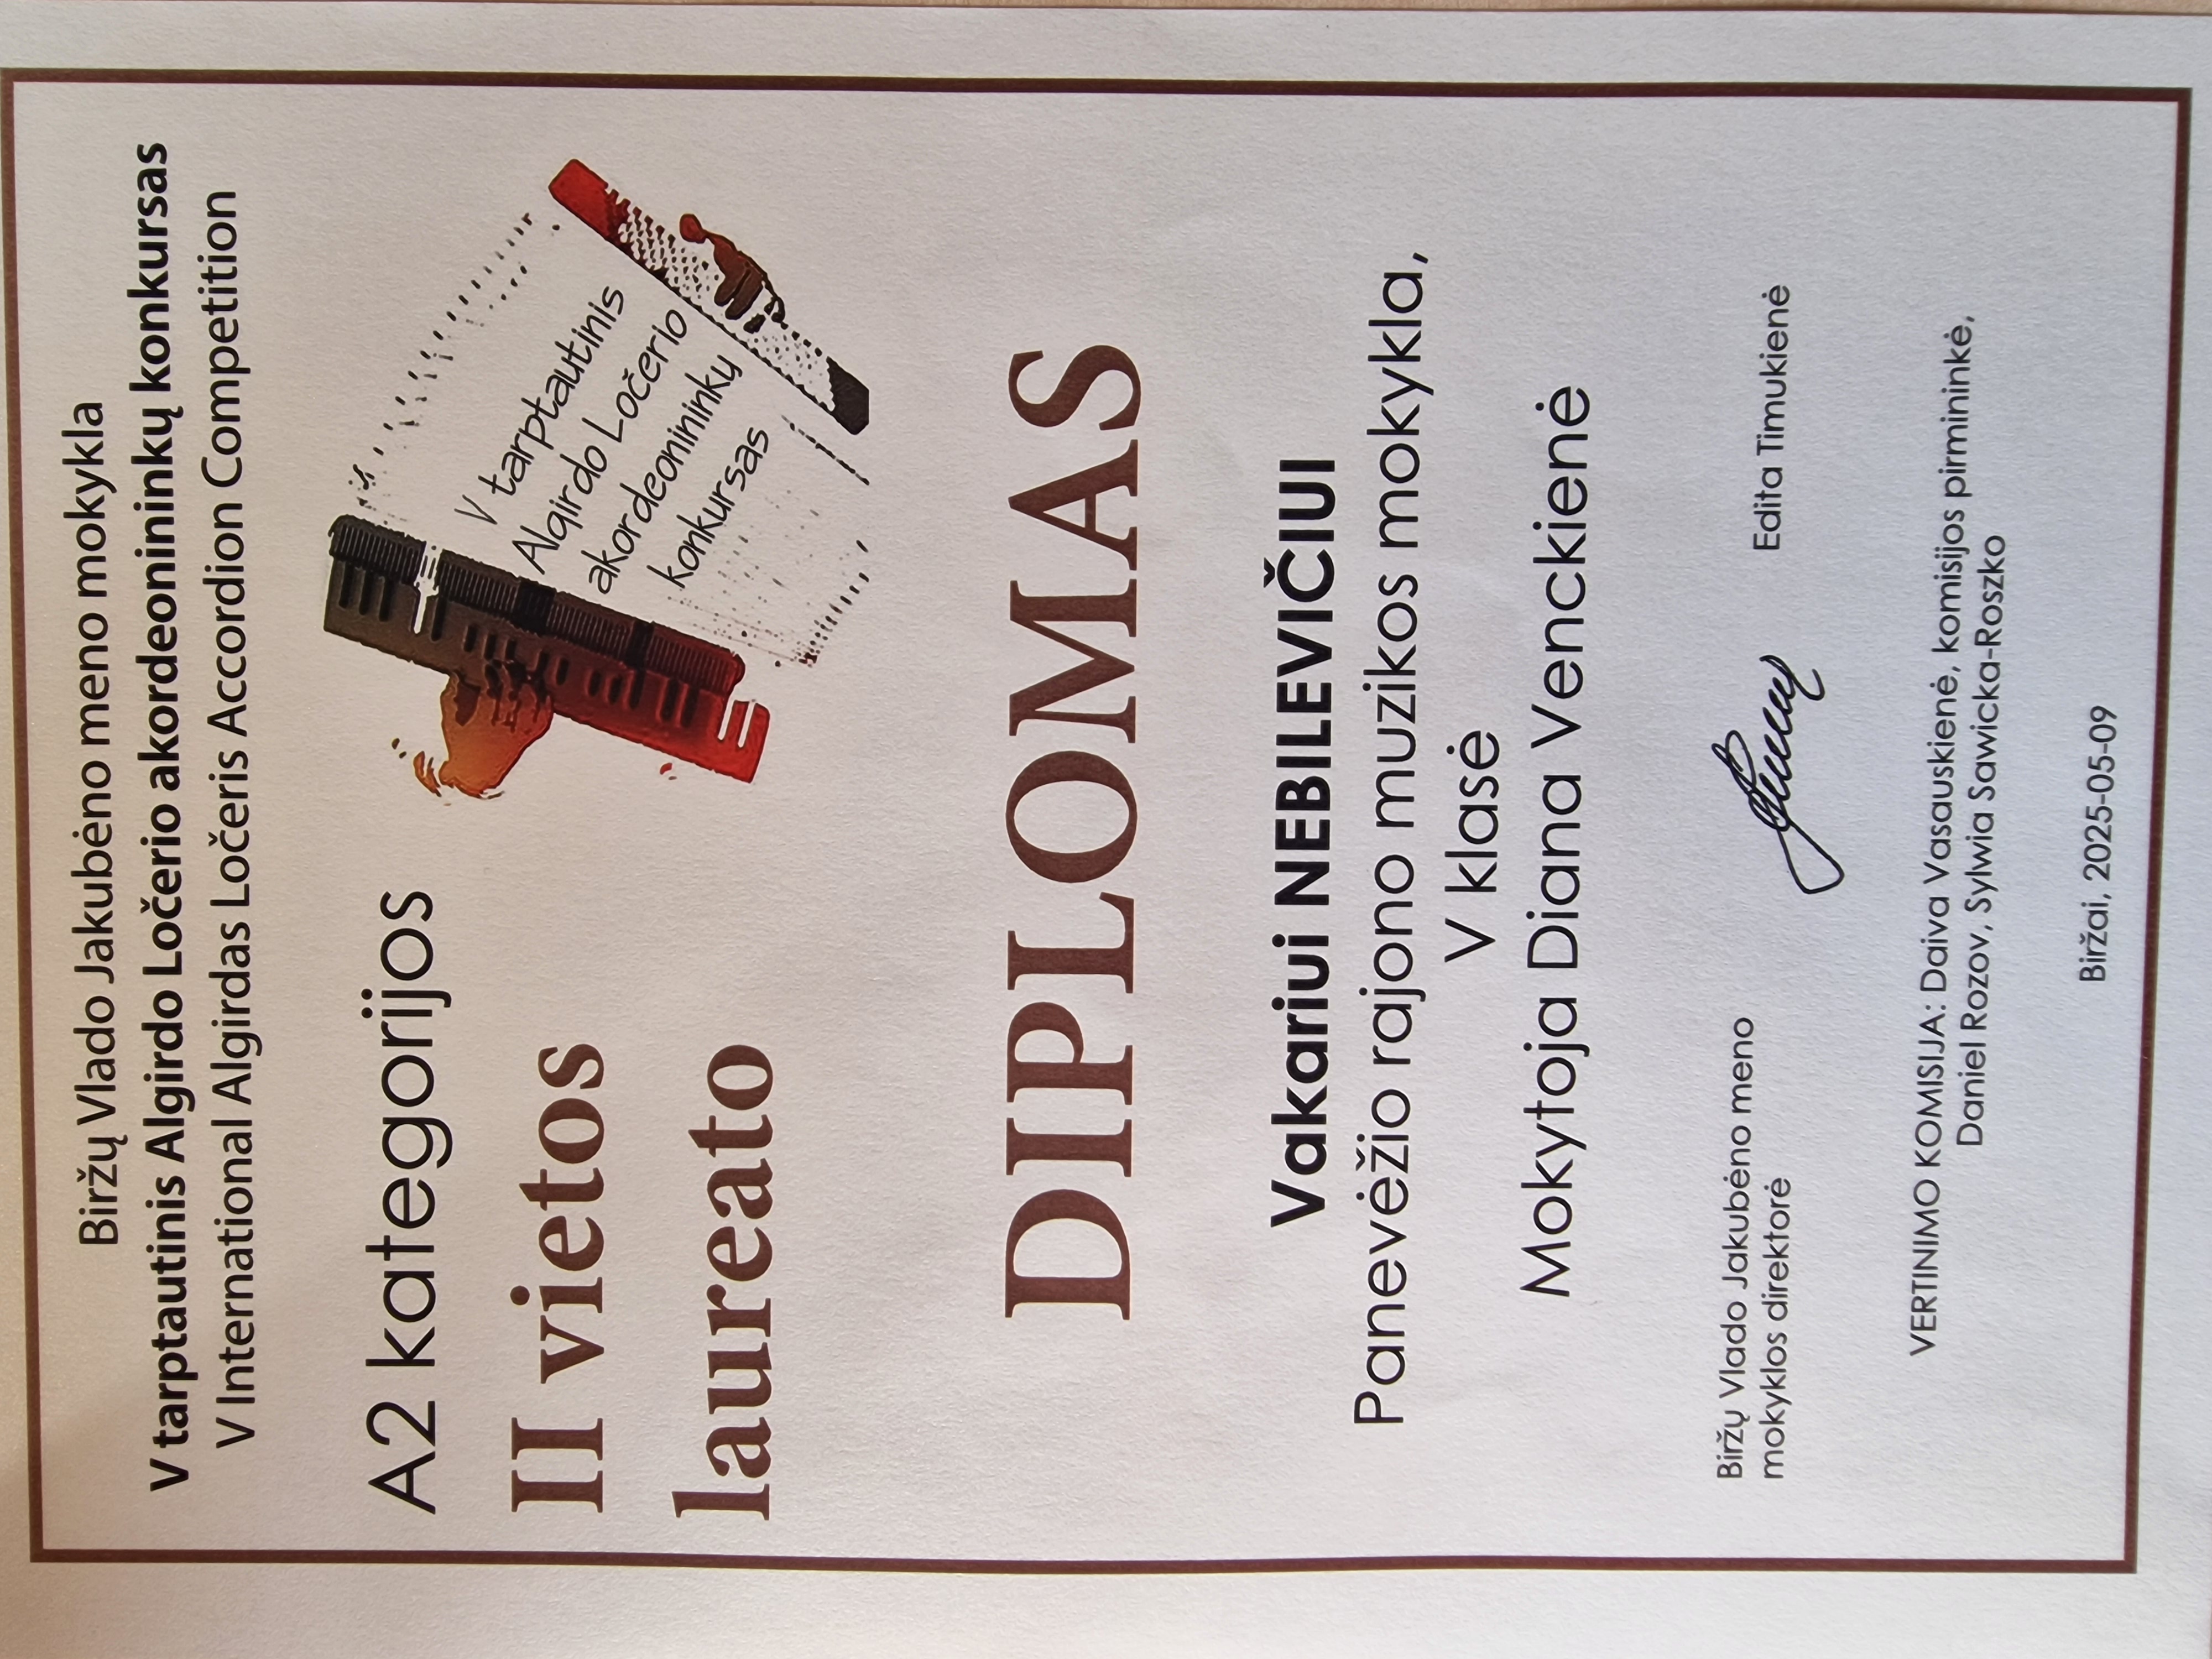 Biržų Vlado Jakubėno meno mokykla
V tarptautinis Algirdo Ločerio akordeonininkų konkursas
V International Algirdas Ločeris Accordion Competition
A2 kategorijos
II vietos
laureato
V tarptautinis
Algirdo Ločerio
akordeonininkų
konkursas
DIPLOMAS
Vakariui NEBILEVIČIUI
Panevėžio rajono muzikos mokykla,
V klasė
Mokytoja Diana Venckienė
Biržų Vlado Jakubėno meno
mokyklos direktorė
Edita Timukienė
VERTINIMO KOMISIJA: Daiva Vasauskienė, komisijos pirmininkė,
Daniel Rozov, Sylwia Sawicka-Roszko
Biržai, 2025-05-09